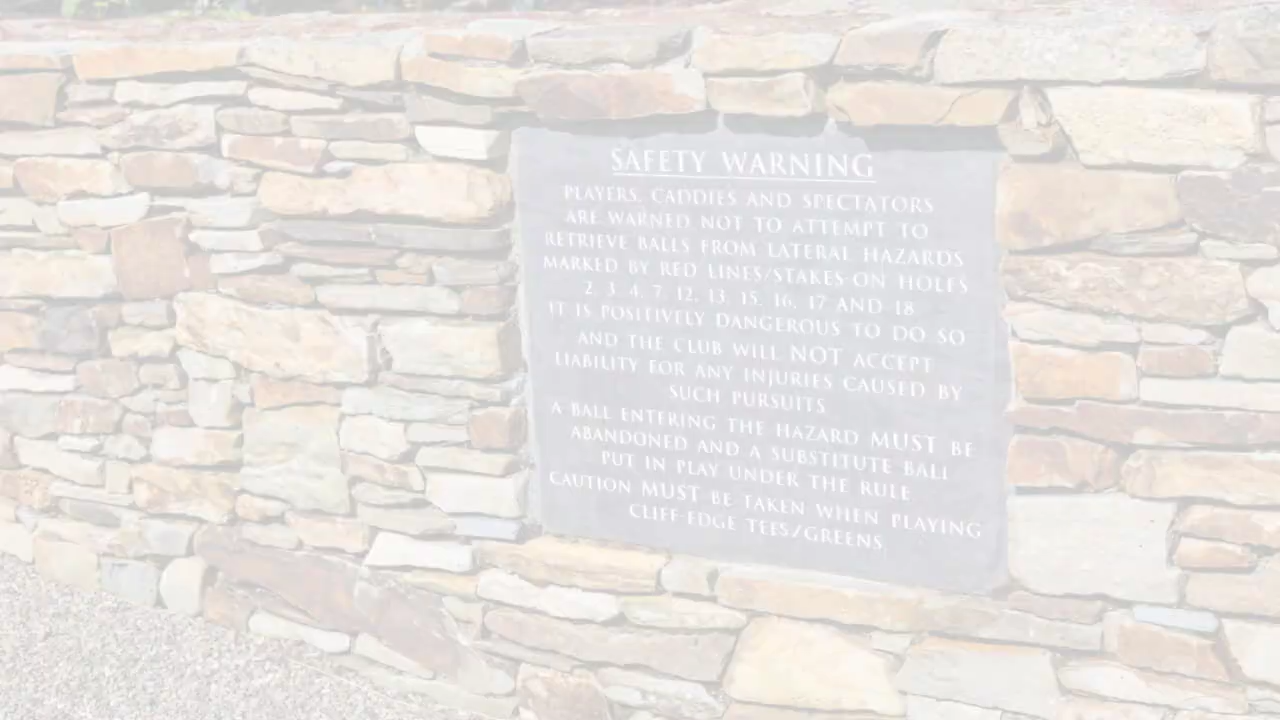 SAFETY WARNING
PLAYERS, CADDIES AND SPECTATORS
ARE WARNED NOT TO ATTEMPT TO
RETRIEVE BALLS FROM LATERAL HAZARDS
MARKED BY RED LINES/STAKES ON HOLES
2, 3, 4, 7, 12, 13, 15, 16, 17 AND 18
IT IS POSITIVELY DANGEROUS TO DO SO
AND THE CLUB WILL NOT ACCEPT
LIABILITY FOR ANY INJURIES CAUSED BY
SUCH PURSUITS
A BALL ENTERING THE HAZARD MUST BE
ABANDONED AND A SUBSTITUTE BALL
PUT IN PLAY UNDER THE RULE
CAUTION MUST BE TAKEN WHEN PLAYING
CLIFF-EDGE TEES/GREENS